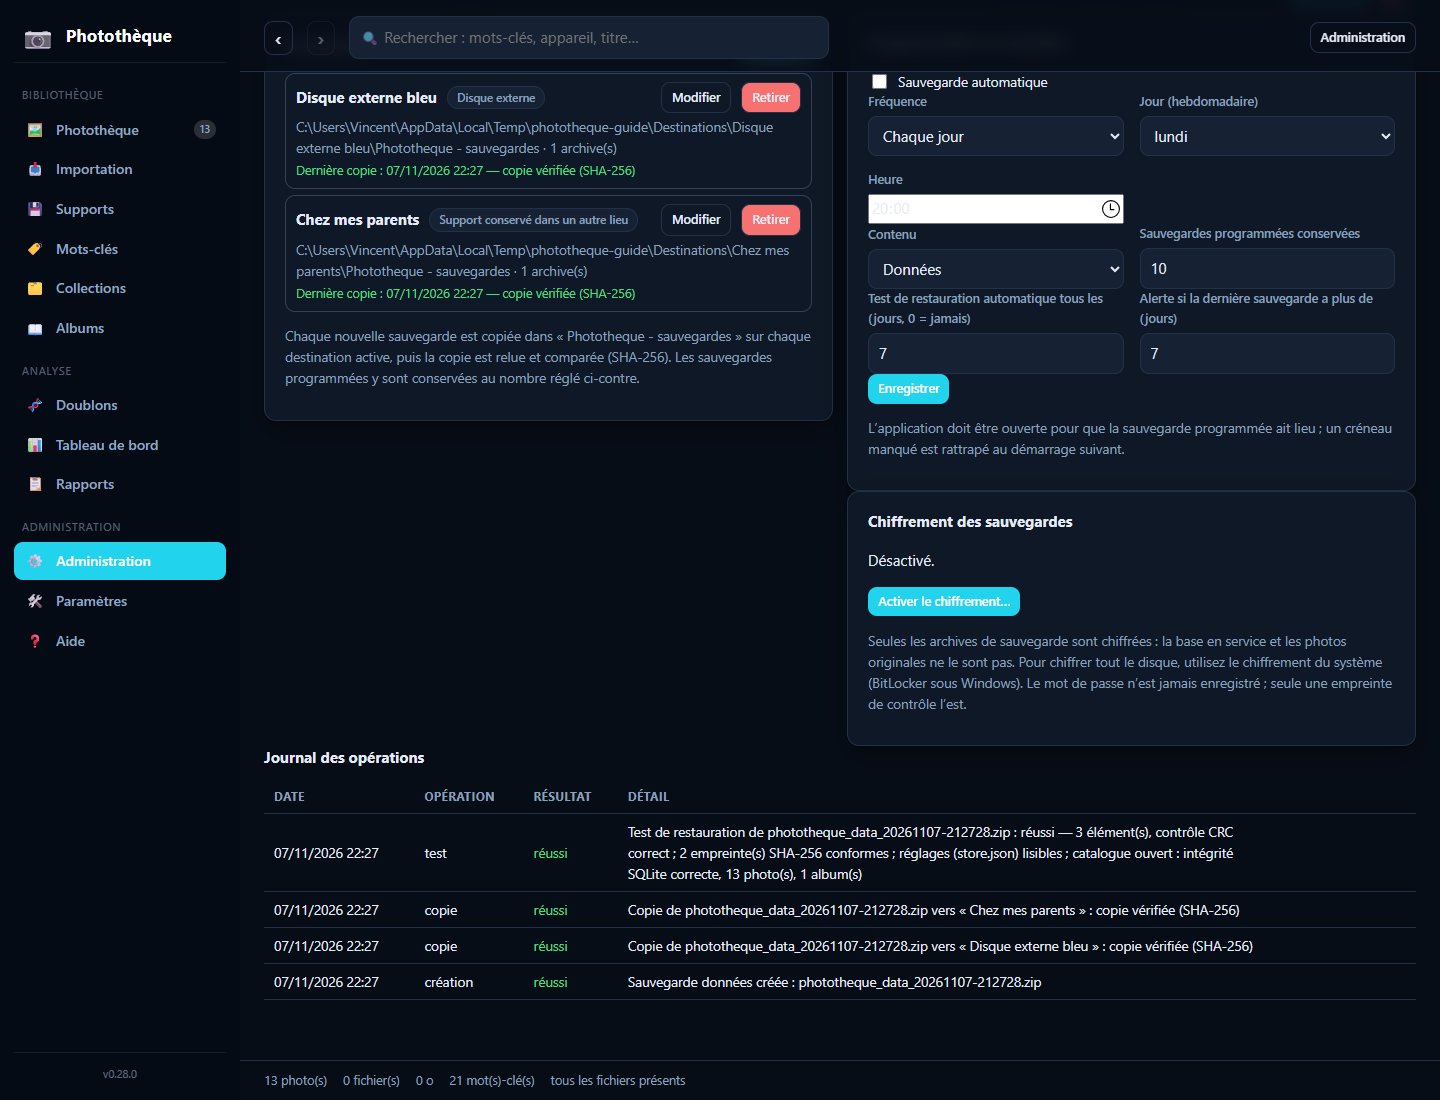 Photothèque
‹
›
Rechercher : mots-clés, appareil, titre...
Administration
BIBLIOTHÈQUE
Photothèque 13
Importation
Supports
Mots-clés
Collections
Albums
ANALYSE
Doublons
Tableau de bord
Rapports
ADMINISTRATION
Administration
Paramètres
Aide
v0.28.0
Disque externe bleu Disque externe Modifier Retirer
C:\Users\Vincent\AppData\Local\Temp\phototheque-guide\Destinations\Disque
externe bleu\Phototheque - sauvegardes · 1 archive(s)
Dernière copie : 07/11/2026 22:27 — copie vérifiée (SHA-256)
Chez mes parents Support conservé dans un autre lieu Modifier Retirer
C:\Users\Vincent\AppData\Local\Temp\phototheque-guide\Destinations\Chez mes
parents\Phototheque - sauvegardes · 1 archive(s)
Dernière copie : 07/11/2026 22:27 — copie vérifiée (SHA-256)
Chaque nouvelle sauvegarde est copiée dans « Phototheque - sauvegardes » sur chaque
destination active, puis la copie est relue et comparée (SHA-256). Les sauvegardes
programmées y sont conservées au nombre réglé ci-contre.
Sauvegarde automatique
Fréquence
Chaque jour
Jour (hebdomadaire)
lundi
Heure
20:00
Contenu
Données
Sauvegardes programmées conservées
10
Test de restauration automatique tous les
(jours, 0 = jamais)
7
Alerte si la dernière sauvegarde a plus de
(jours)
7
Enregistrer
L'application doit être ouverte pour que la sauvegarde programmée ait lieu ; un créneau
manqué est rattrapé au démarrage suivant.
Chiffrement des sauvegardes
Désactivé.
Activer le chiffrement...
Seules les archives de sauvegarde sont chiffrées : la base en service et les photos
originales ne le sont pas. Pour chiffrer tout le disque, utilisez le chiffrement du système
(BitLocker sous Windows). Le mot de passe n'est jamais enregistré ; seule une empreinte
de contrôle l'est.
Journal des opérations
DATE OPÉRATION RÉSULTAT DÉTAIL
07/11/2026 22:27 test réussi Test de restauration de phototheque_data_20261107-212728.zip : réussi — 3 élément(s), contrôle CRC
correct ; 2 empreinte(s) SHA-256 conformes ; réglages (store.json) lisibles ; catalogue ouvert : intégrité
SQLite correcte, 13 photo(s), 1 album(s)
07/11/2026 22:27 copie réussi Copie de phototheque_data_20261107-212728.zip vers « Chez mes parents » : copie vérifiée (SHA-256)
07/11/2026 22:27 copie réussi Copie de phototheque_data_20261107-212728.zip vers « Disque externe bleu » : copie vérifiée (SHA-256)
07/11/2026 22:27 création réussi Sauvegarde données créée : phototheque_data_20261107-212728.zip
13 photo(s) 0 fichier(s) 0 o 21 mot(s)-clé(s) tous les fichiers présents